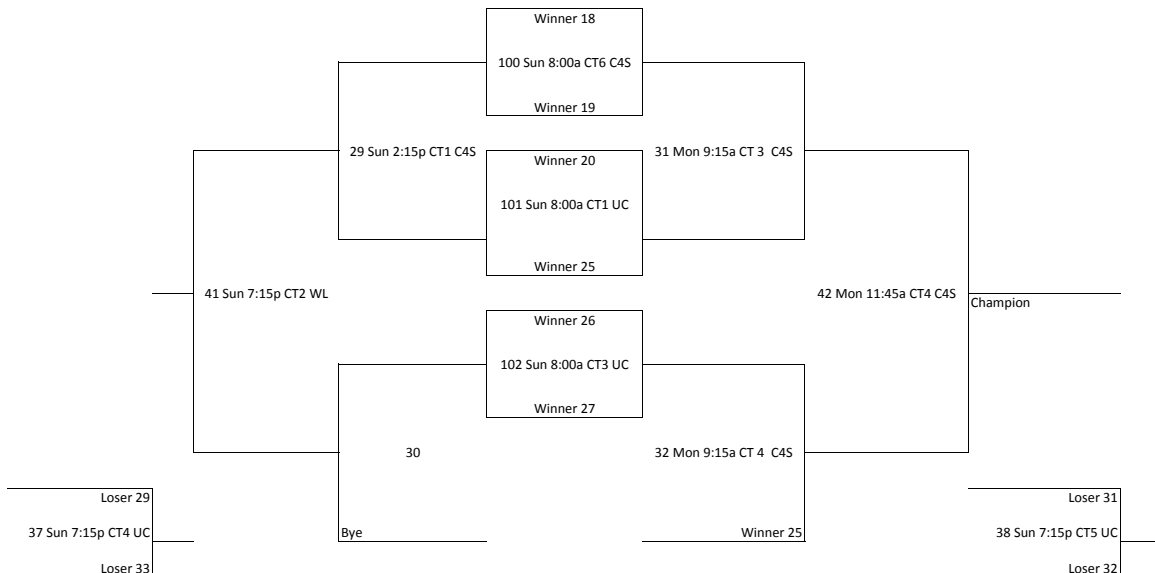 Winner 18
100 Sun 8:00a CT6 C4S
Winner 19
29 Sun 2:15p CT1 C4S
Winner 20
31 Mon 9:15a CT 3 C4S
101 Sun 8:00a CT1 UC
Winner 25
41 Sun 7:15p CT2 WL
42 Mon 11:45a CT4 C4S
Champion
Winner 26
102 Sun 8:00a CT3 UC
Winner 27
30
32 Mon 9:15a CT 4 C4S
Loser 29
Loser 31
37 Sun 7:15p CT4 UC
Bye
Winner 25
38 Sun 7:15p CT5 UC
Loser 33
Loser 32